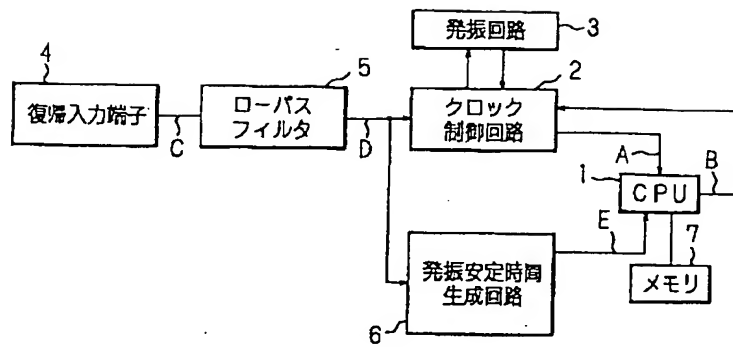 発振回路
3
4
5
2
復帰入力端子
ローパス
フィルタ
クロック
制御回路
C
D
A
B
1
CPU
E
7
発振安定時間
生成回路
メモリ
6